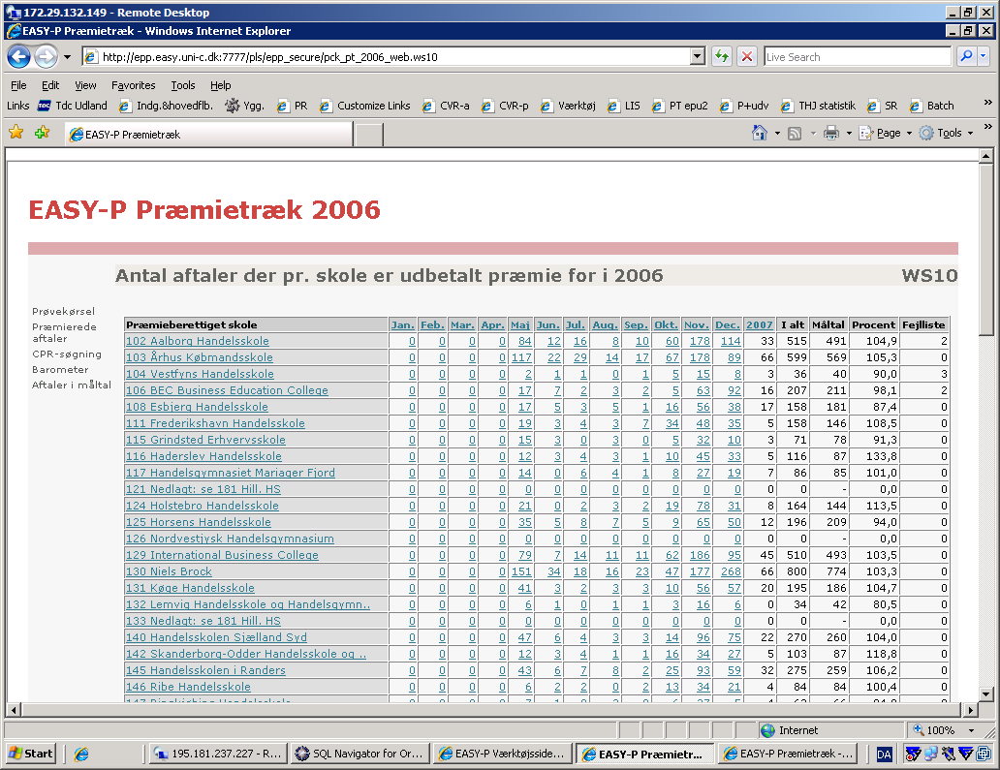 172.29.132.149 - Remote Desktop
EASY-P Præmietræk - Windows Internet Explorer
http://epp.easy.uni-c.dk:7777/pls/epp_secure/pck_pt_2006_web.ws10
Live Search
File Edit View Favorites Tools Help
Links Tdc Udland Indg.&hovedflb. Ygg. PR Customize Links CVR-a CVR-p Værktøj LIS PT epu2 P+udv THJ statistik SR Batch »
EASY-P Præmietræk Page Tools »
EASY-P Præmietræk 2006
Antal aftaler der pr. skole er udbetalt præmie for i 2006 WS10
Prøvekørsel
Præmierede
aftaler
CPR-søgning
Barometer
Aftaler i måltal
Præmieberettiget skole Jan. Feb. Mar. Apr. Maj Jun. Jul. Aug. Sep. Okt. Nov. Dec. 2007 I alt Måltal Procent Fejlliste
102 Aalborg Handelsskole 0 0 0 0 84 12 16 8 10 60 178 114 33 515 491 104,9 2
103 Århus Købmandsskole 0 0 0 0 117 22 29 14 17 67 178 89 66 599 569 105,3 0
104 Vestfyns Handelsskole 0 0 0 0 2 1 1 0 1 5 15 8 3 36 40 90,0 3
106 BEC Business Education College 0 0 0 0 17 7 2 3 2 5 63 92 16 207 211 98,1 2
108 Esbjerg Handelsskole 0 0 0 0 17 5 3 5 1 16 56 38 17 158 181 87,4 0
111 Frederikshavn Handelsskole 0 0 0 0 19 3 4 3 7 34 48 35 5 158 146 108,5 0
115 Grindsted Erhvervsskole 0 0 0 0 15 3 0 3 0 5 32 10 3 71 78 91,3 0
116 Haderslev Handelsskole 0 0 0 0 12 3 4 3 1 10 45 33 5 116 87 133,8 0
117 Handelsgymnasiet Mariager Fjord 0 0 0 0 14 0 6 4 1 8 27 19 7 86 85 101,0 0
121 Nedlagt: se 181 Hill. HS 0 0 0 0 0 0 0 0 0 0 0 0 0 0 - 0,0 0
124 Holstebro Handelsskole 0 0 0 0 21 0 2 3 2 19 78 31 8 164 144 113,5 0
125 Horsens Handelsskole 0 0 0 0 35 5 8 7 5 9 65 50 12 196 209 94,0 0
126 Nordvestjysk Handelsgymnasium 0 0 0 0 0 0 0 0 0 0 0 0 0 0 - 0,0 0
129 International Business College 0 0 0 0 79 7 14 11 11 62 186 95 45 510 493 103,5 0
130 Niels Brock 0 0 0 0 151 34 18 16 23 47 177 268 66 800 774 103,3 0
131 Køge Handelsskole 0 0 0 0 41 3 2 3 3 10 56 57 20 195 186 104,7 0
132 Lemvig Handelsskole og Handelsgymn.. 0 0 0 0 6 1 0 1 1 3 16 6 0 34 42 80,5 0
133 Nedlagt: se 181 Hill. HS 0 0 0 0 0 0 0 0 0 0 0 0 0 0 - 0,0 0
140 Handelsskolen Sjælland Syd 0 0 0 0 47 6 4 3 3 14 96 75 22 270 260 104,0 0
142 Skanderborg-Odder Handelsskole og .. 0 0 0 0 12 3 4 1 1 16 34 27 5 103 87 118,8 0
145 Handelsskolen i Randers 0 0 0 0 43 6 7 8 2 25 93 59 32 275 259 106,2 0
146 Ribe Handelsskole 0 0 0 0 6 2 2 0 2 13 34 21 4 84 84 100,4 0
Internet 100%
Start 195.181.237.227 - R... SQL Navigator for Or... EASY-P Værktøjsside... EASY-P Præmietr... EASY-P Præmietræk -... DA